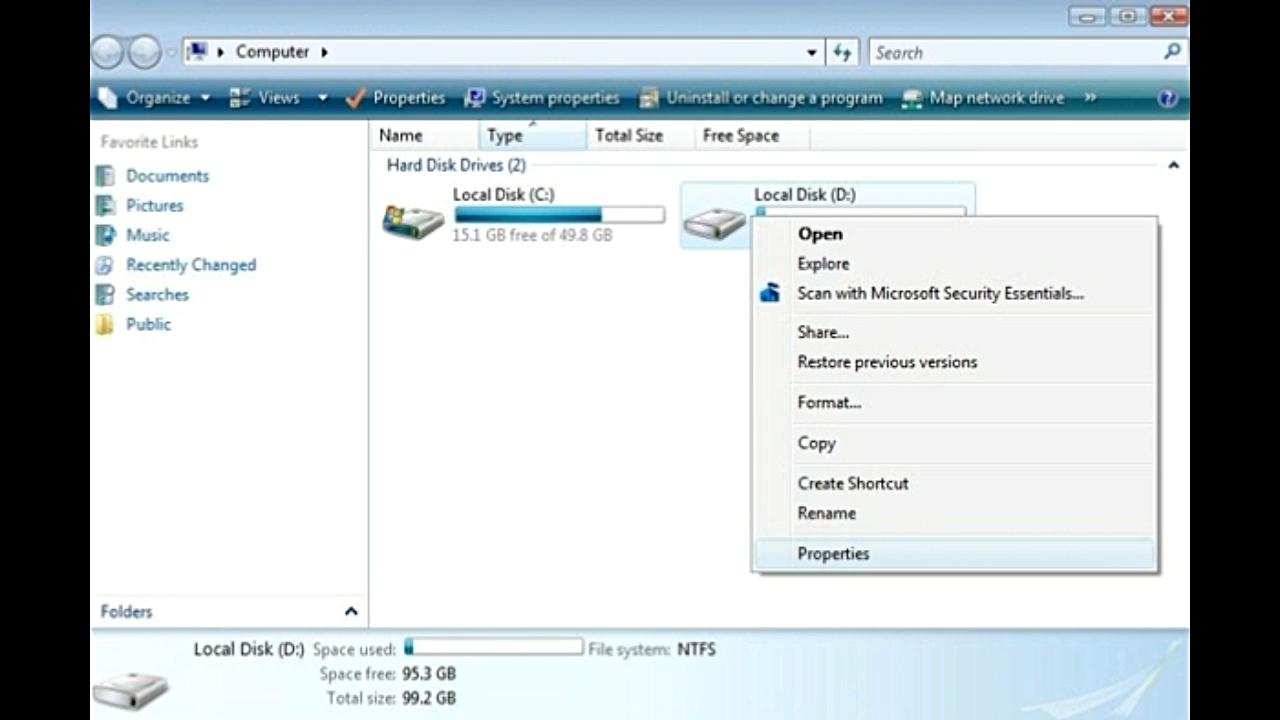 Computer
Search
Organize Views Properties System properties Uninstall or change a program Map network drive »
Favorite Links
Documents
Pictures
Music
Recently Changed
Searches
Public
Folders
Name Type Total Size Free Space
Hard Disk Drives (2)
Local Disk (C:)
15.1 GB free of 49.8 GB
Local Disk (D:)
Open
Explore
Scan with Microsoft Security Essentials...
Share...
Restore previous versions
Format...
Copy
Create Shortcut
Rename
Properties
Local Disk (D:) Space used: File system: NTFS
Space free: 95.3 GB
Total size: 99.2 GB